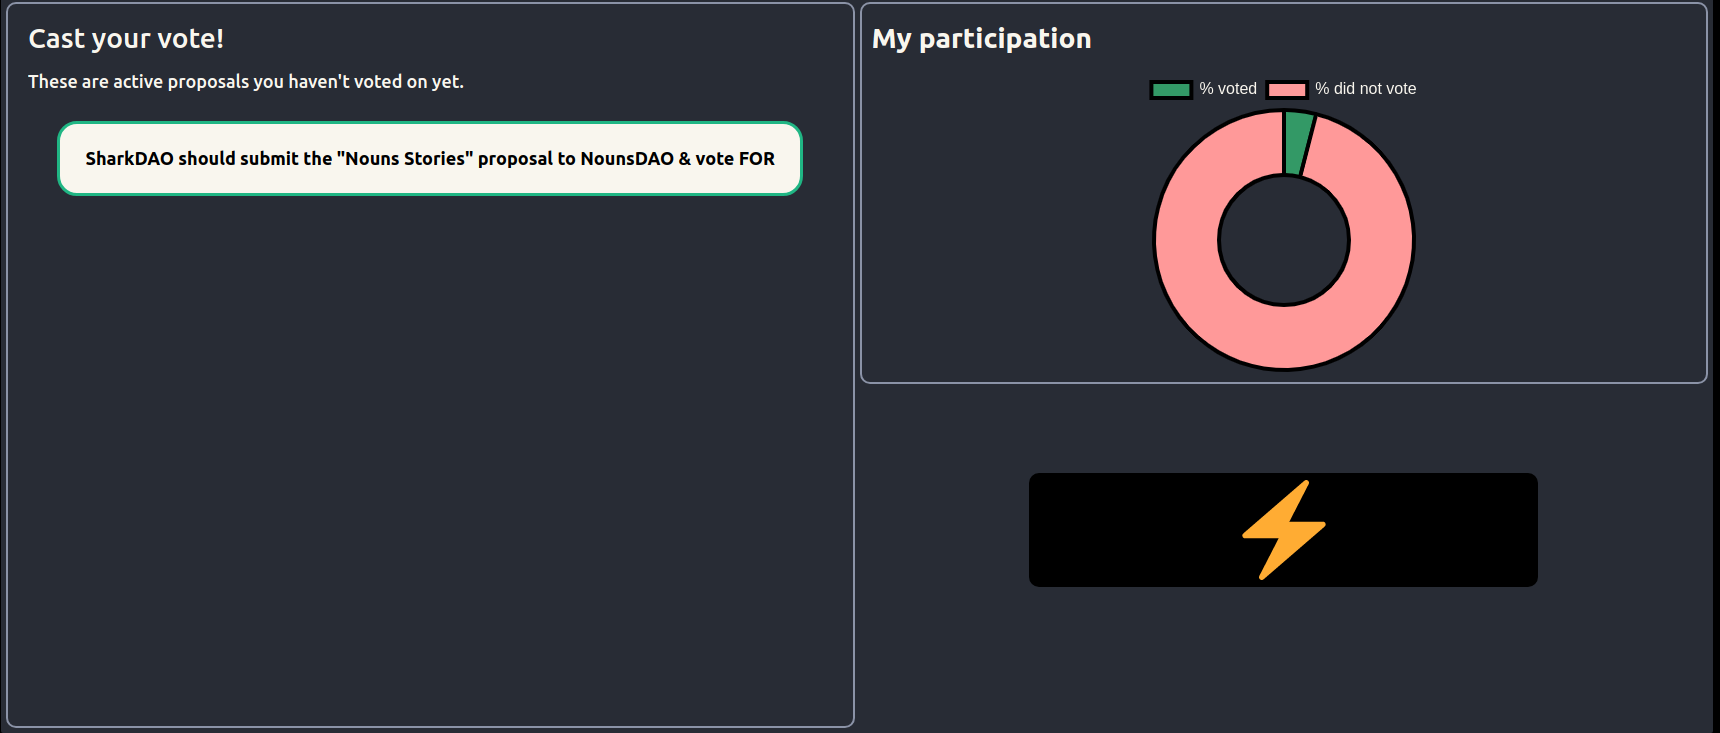 Cast your vote!
These are active proposals you haven't voted on yet.
SharkDAO should submit the "Nouns Stories" proposal to NounsDAO & vote FOR
My participation
% voted
% did not vote